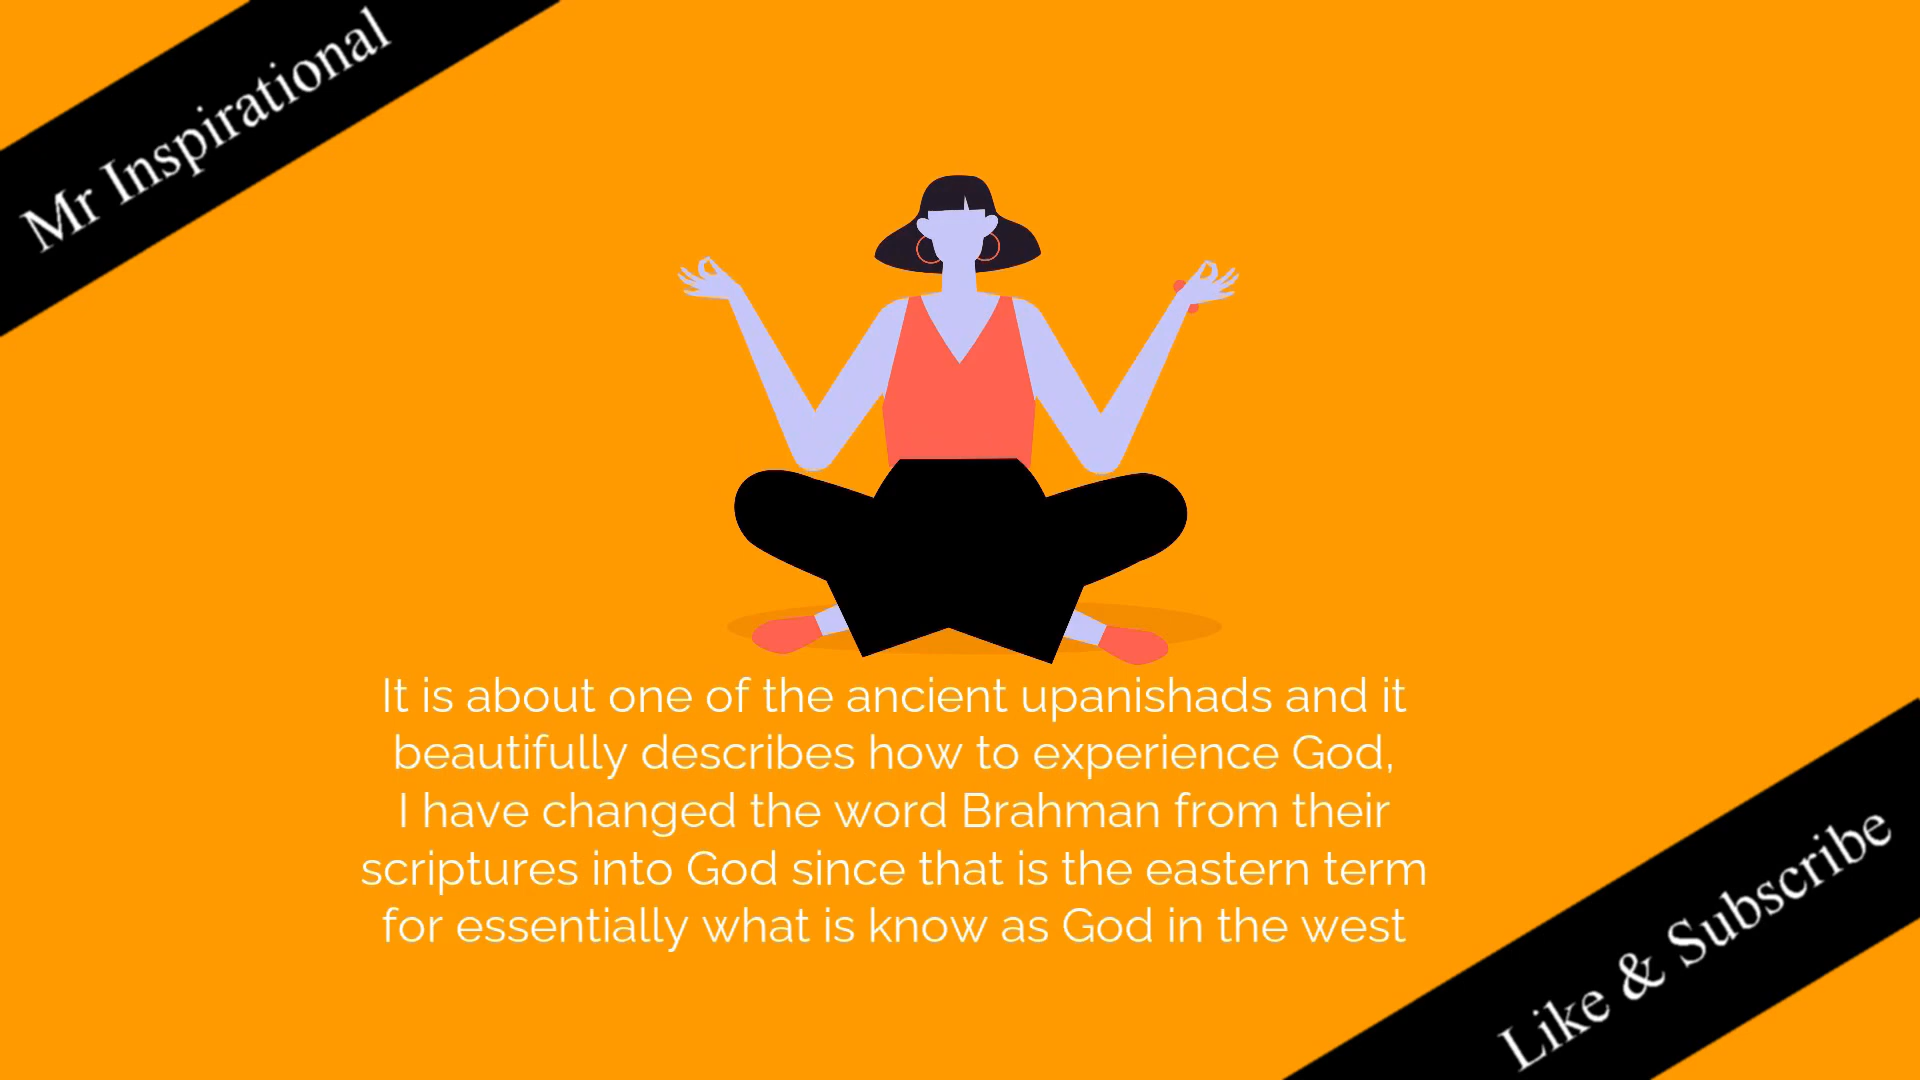 Mr Inspirational
It is about one of the ancient upanishads and it
beautifully describes how to experience God,
I have changed the word Brahman from their
scriptures into God since that is the eastern term
for essentially what is know as God in the west
Like & Subscribe